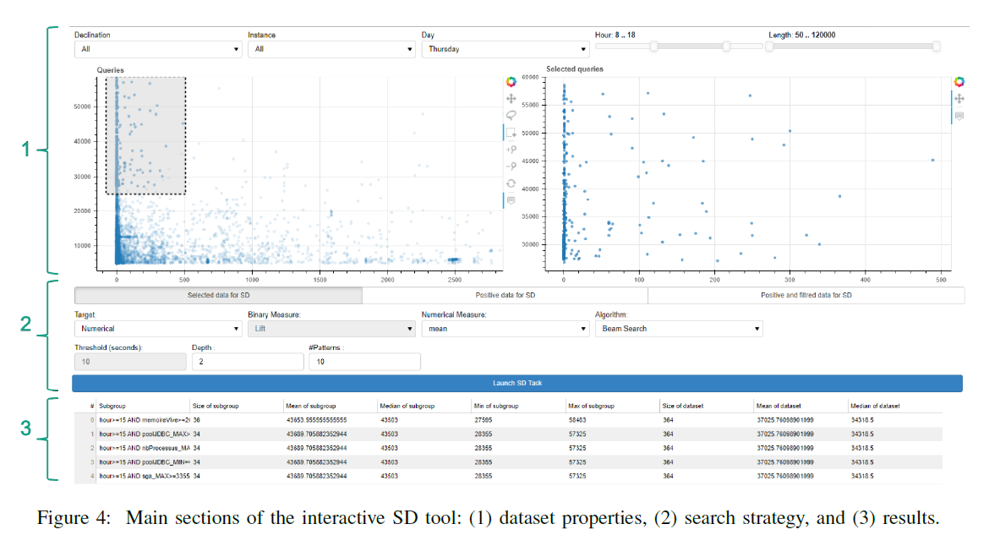 Declination
Instance
Day
Hour: 8 .. 18
Length: 50 .. 120000
All
All
Thursday
Queries
Selected queries
50000
40000
30000
20000
10000
0
500
1000
1500
2000
2500
60000
55000
50000
45000
40000
35000
30000
0
100
200
300
400
500
1
Selected data for SD
Positive data for SD
Positive and filtred data for SD
2
Target:
Binary Measure:
Numerical Measure:
Algorithm:
Numerical
Lift
mean
Beam Search
Threshold (seconds):
Depth :
#Patterns :
10
2
10
Launch SD Task
3
# Subgroup Size of subgroup Mean of subgroup Median of subgroup Min of subgroup Max of subgroup Size of dataset Mean of dataset Median of dataset
0 hour>=15 AND memoireVive>=2( 36 43653.555555555555 43503 27595 58483 364 37025.76098901099 34318.5
1 hour>=15 AND poolJDBC_MAX> 34 43689.705882352944 43503 28355 57325 364 37025.76098901099 34318.5
2 hour>=15 AND nbProcessus_MA 34 43689.705882352944 43503 28355 57325 364 37025.76098901099 34318.5
3 hour>=15 AND poolJDBC_MIN=< 34 43689.705882352944 43503 28355 57325 364 37025.76098901099 34318.5
4 hour>=15 AND sga_MAX>=3355 34 43689.705882352944 43503 28355 57325 364 37025.76098901099 34318.5
Figure 4: Main sections of the interactive SD tool: (1) dataset properties, (2) search strategy, and (3) results.